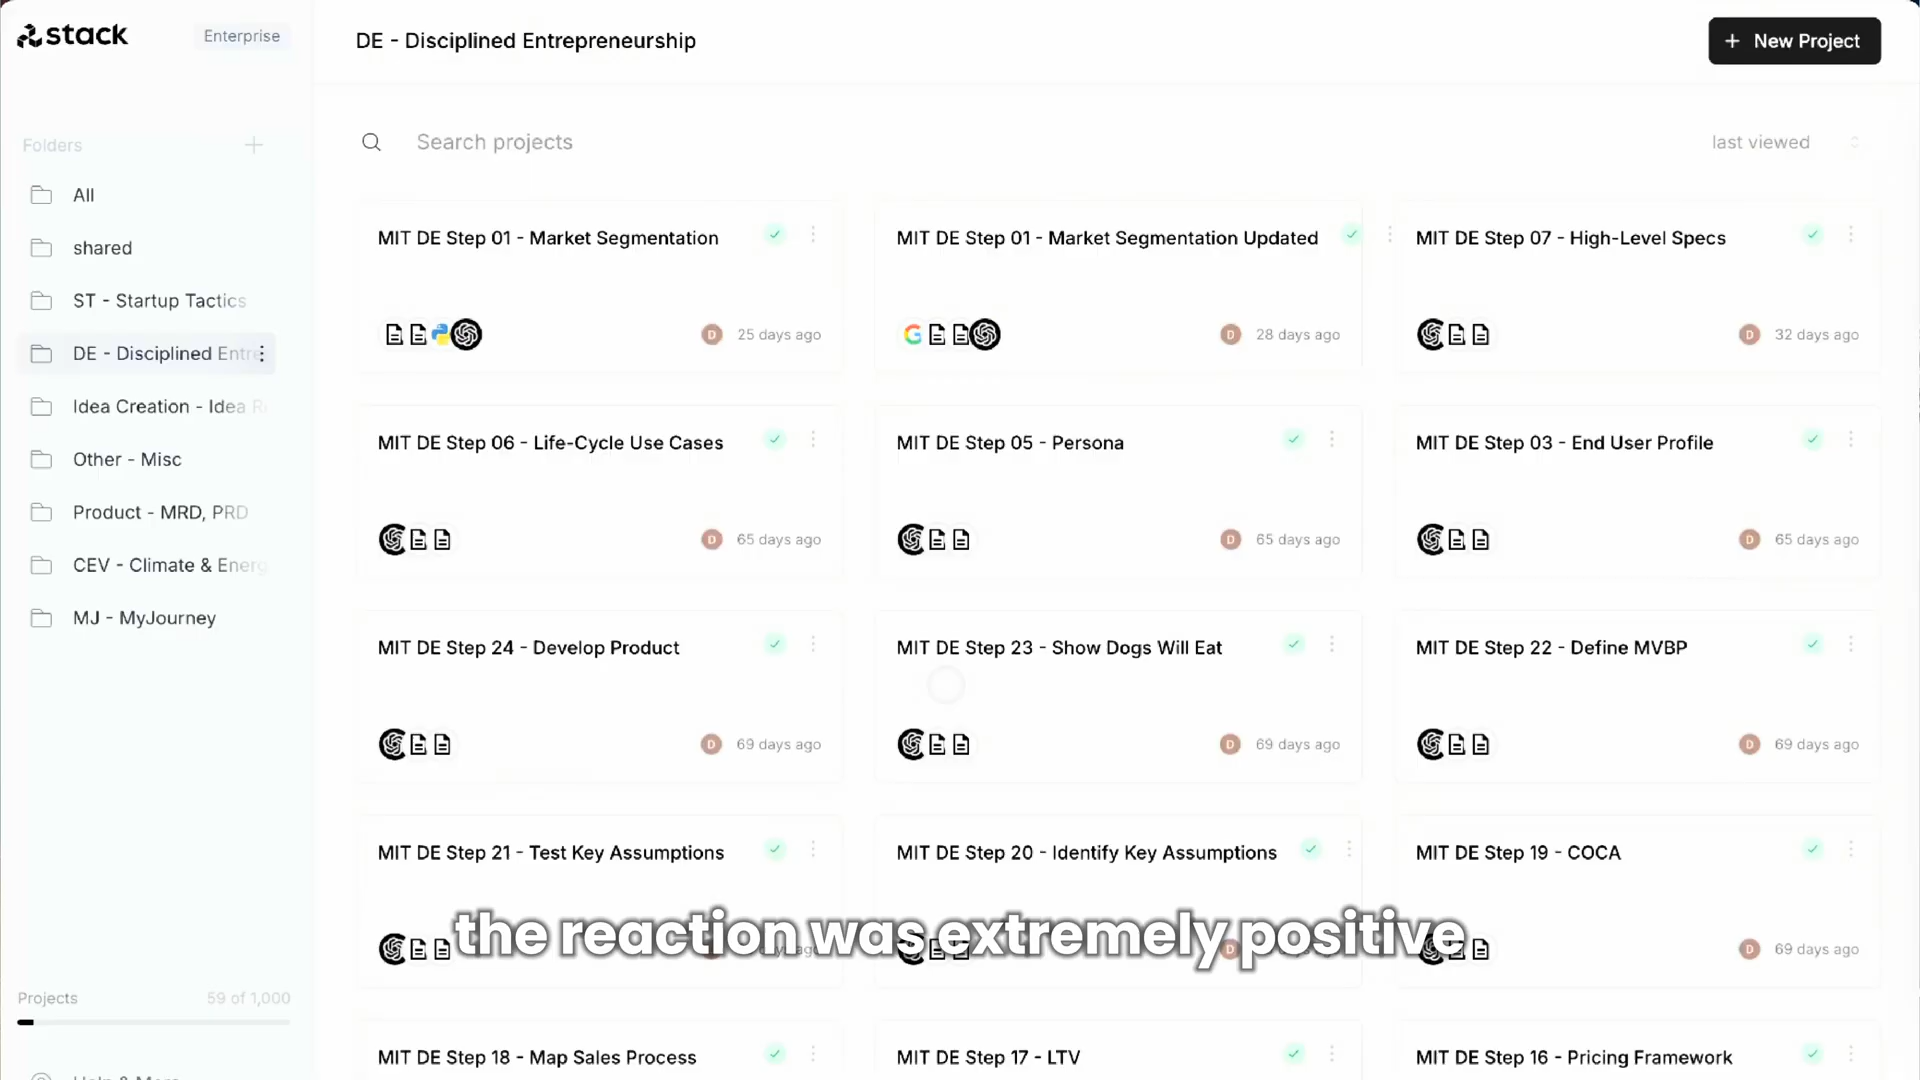 stack
Enterprise
DE - Disciplined Entrepreneurship
+ New Project
Folders
Search projects
last viewed
All
shared
ST - Startup Tactics
DE - Disciplined Entre
Idea Creation - Idea R
Other - Misc
Product - MRD, PRD
CEV - Climate & Energ
MJ - MyJourney
MIT DE Step 01 - Market Segmentation
D 25 days ago
MIT DE Step 01 - Market Segmentation Updated
D 28 days ago
MIT DE Step 07 - High-Level Specs
D 32 days ago
MIT DE Step 06 - Life-Cycle Use Cases
D 65 days ago
MIT DE Step 05 - Persona
D 65 days ago
MIT DE Step 03 - End User Profile
D 65 days ago
MIT DE Step 24 - Develop Product
D 69 days ago
MIT DE Step 23 - Show Dogs Will Eat
D 69 days ago
MIT DE Step 22 - Define MVBP
D 69 days ago
MIT DE Step 21 - Test Key Assumptions
MIT DE Step 20 - Identify Key Assumptions
MIT DE Step 19 - COCA
D 69 days ago
the reaction was extremely positive
Projects
59 of 1,000
MIT DE Step 18 - Map Sales Process
MIT DE Step 17 - LTV
MIT DE Step 16 - Pricing Framework
Help & More